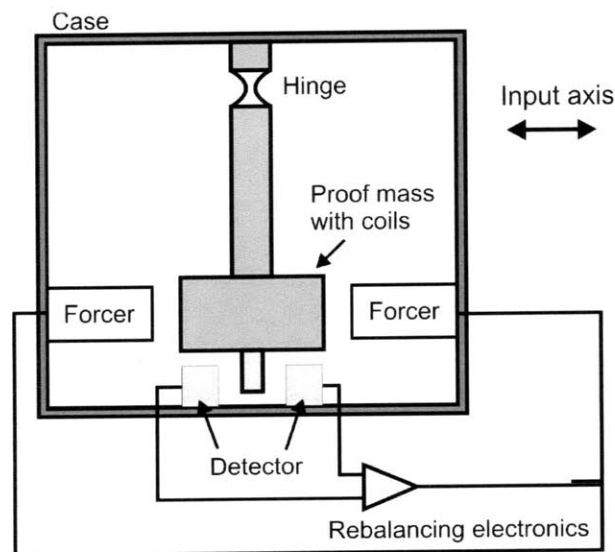 Case
Hinge
Input axis
Proof mass
with coils
Forcer
Forcer
Detector
Rebalancing electronics